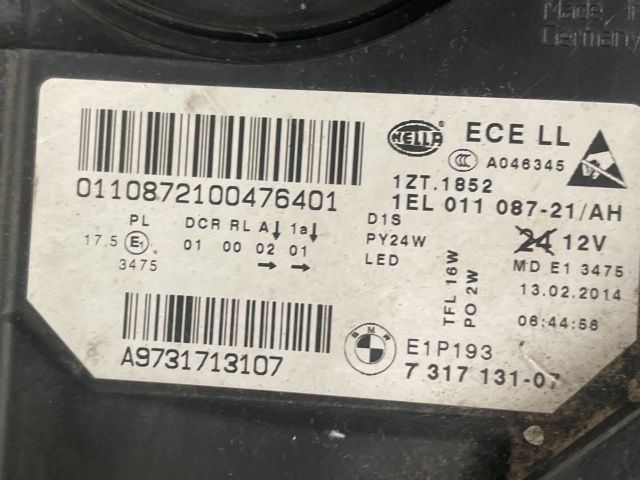 Made in
Germany
HELLA
ECE LL
CCC A046345
0110872100476401
1ZT.1852
1EL 011 087-21/AH
PL DCR RL A↓ 1a↓
17.5 E1 01 00 02 01
3475 → →
D1S
PY24W
LED
TFL 16W
PO 2W
24 12V
MD E1 3475
13.02.2014
06:44:56
A9731713107
BMW
E1P193
7 317 131-07